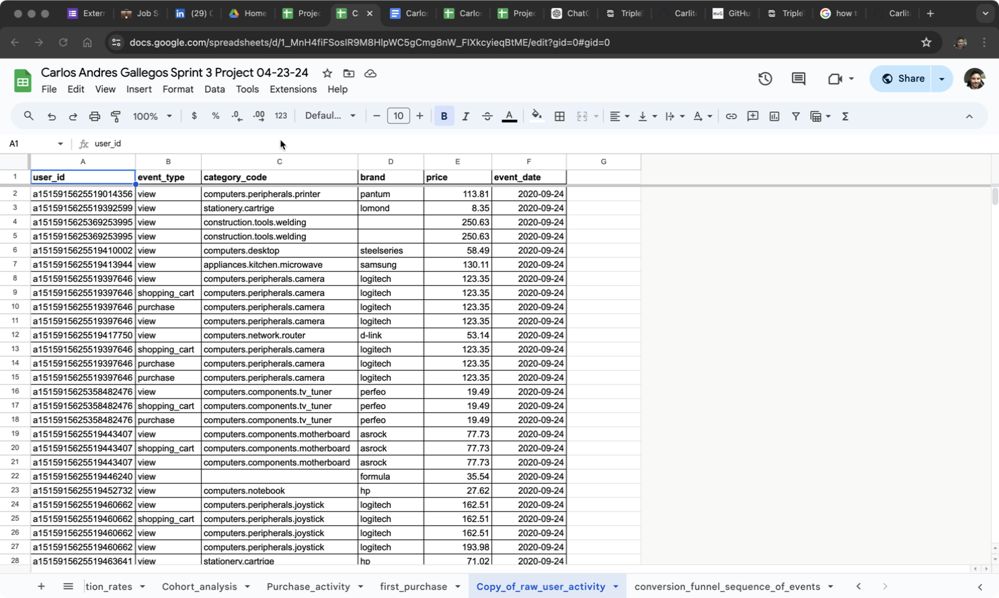 Extern Job S (29) ( Home Projec C Carlos Carlos Projec ChatG Triple Carlit GitHu Triple how t Carlit
docs.google.com/spreadsheets/d/1_MnH4fiFSosIR9M8HlpWC5gCmg8nW_FIXkcyieqBtME/edit?gid=0#gid=0
Carlos Andres Gallegos Sprint 3 Project 04-23-24
File Edit View Insert Format Data Tools Extensions Help
Share
100% $ % .0 .00 123 Defaul... 10 B I S A
A1 fx user_id
A B C D E F G
1 user_id event_type category_code brand price event_date
2 a1515915625519014356 view computers.peripherals.printer pantum 113.81 2020-09-24
3 a1515915625519392599 view stationery.cartrige lomond 8.35 2020-09-24
4 a1515915625369253995 view construction.tools.welding 250.63 2020-09-24
5 a1515915625369253995 view construction.tools.welding 250.63 2020-09-24
6 a1515915625519410002 view computers.desktop steelseries 58.49 2020-09-24
7 a1515915625519413944 view appliances.kitchen.microwave samsung 130.11 2020-09-24
8 a1515915625519397646 view computers.peripherals.camera logitech 123.35 2020-09-24
9 a1515915625519397646 shopping_cart computers.peripherals.camera logitech 123.35 2020-09-24
10 a1515915625519397646 purchase computers.peripherals.camera logitech 123.35 2020-09-24
11 a1515915625519397646 view computers.peripherals.camera logitech 123.35 2020-09-24
12 a1515915625519417750 view computers.network.router d-link 53.14 2020-09-24
13 a1515915625519397646 shopping_cart computers.peripherals.camera logitech 123.35 2020-09-24
14 a1515915625519397646 purchase computers.peripherals.camera logitech 123.35 2020-09-24
15 a1515915625519397646 purchase computers.peripherals.camera logitech 123.35 2020-09-24
16 a1515915625358482476 view computers.components.tv_tuner perfeo 19.49 2020-09-24
17 a1515915625358482476 shopping_cart computers.components.tv_tuner perfeo 19.49 2020-09-24
18 a1515915625358482476 purchase computers.components.tv_tuner perfeo 19.49 2020-09-24
19 a1515915625519443407 view computers.components.motherboard asrock 77.73 2020-09-24
20 a1515915625519443407 shopping_cart computers.components.motherboard asrock 77.73 2020-09-24
21 a1515915625519443407 view computers.components.motherboard asrock 77.73 2020-09-24
22 a1515915625519446240 view formula 35.54 2020-09-24
23 a1515915625519452732 view computers.notebook hp 27.62 2020-09-24
24 a1515915625519460662 view computers.peripherals.joystick logitech 162.51 2020-09-24
25 a1515915625519460662 shopping_cart computers.peripherals.joystick logitech 162.51 2020-09-24
26 a1515915625519460662 view computers.peripherals.joystick logitech 162.51 2020-09-24
27 a1515915625519460662 view computers.peripherals.joystick logitech 193.98 2020-09-24
28 a1515915625519463641 view stationery.cartrige hp 71.02 2020-09-24
tion_rates Cohort_analysis Purchase_activity first_purchase Copy_of_raw_user_activity conversion_funnel_sequence_of_events